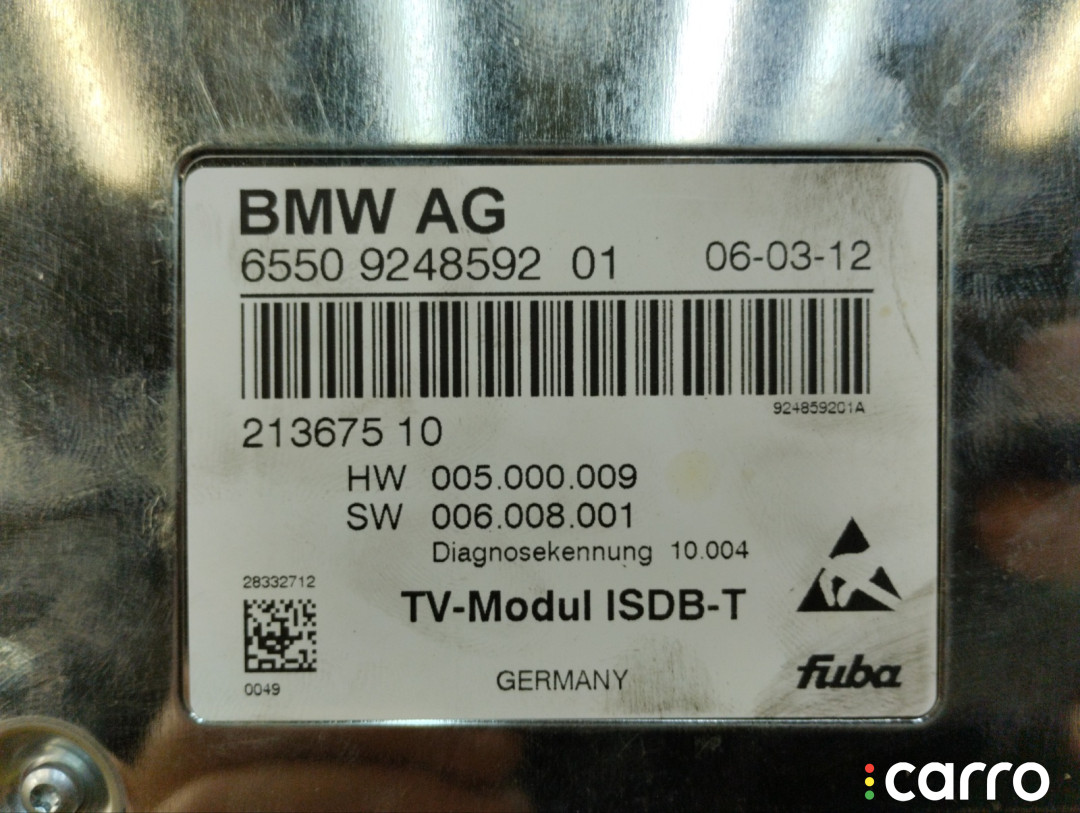 BMW AG
6550 9248592 01 06-03-12
924859201A
213675 10
HW 005.000.009
SW 006.008.001
Diagnosekennung 10.004
28332712
TV-Modul ISDB-T
0049
GERMANY
fuba
carro